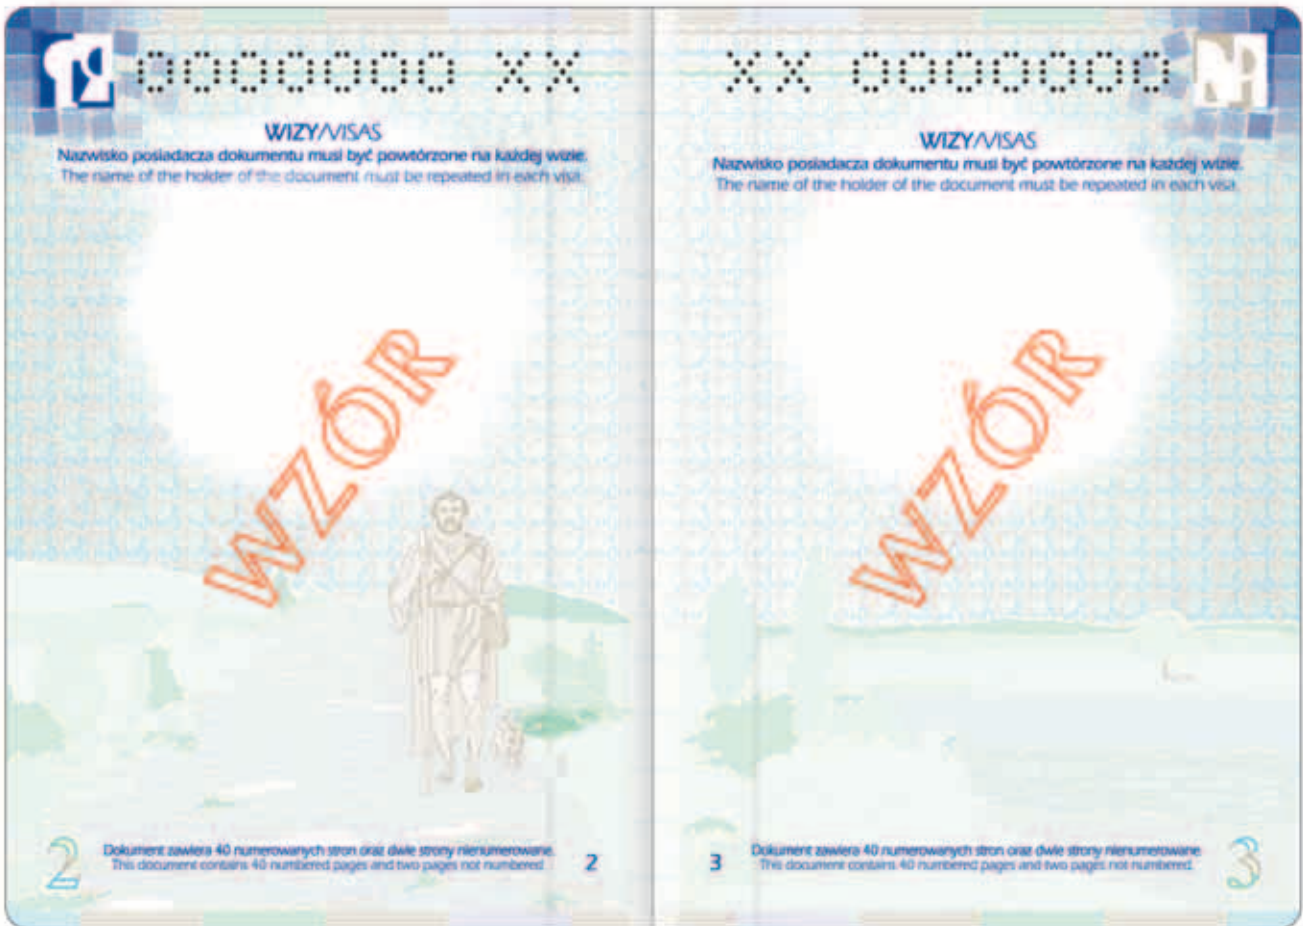 0000000 XX
WIZY/VISAS
Nazwisko posiadacza dokumentu musi być powtórzone na każdej wizie.
The name of the holder of the document must be repeated in each visa.
WZÓR
2
Dokument zawiera 40 numerowanych stron oraz dwie strony nienumerowane.
This document contains 40 numbered pages and two pages not numbered.
2
XX 0000000
WIZY/VISAS
Nazwisko posiadacza dokumentu musi być powtórzone na każdej wizie.
The name of the holder of the document must be repeated in each visa.
WZÓR
3
Dokument zawiera 40 numerowanych stron oraz dwie strony nienumerowane.
This document contains 40 numbered pages and two pages not numbered.
3